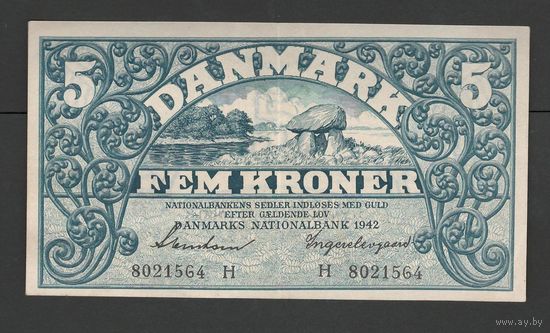 5 DANMARK 5
FEM KRONER
NATIONALBANKENS SEDLER INDLØSES MED GULD
EFTER GÆLDENDE LOV
DANMARKS NATIONALBANK 1942
8021564 H H 8021564
www.ay.by